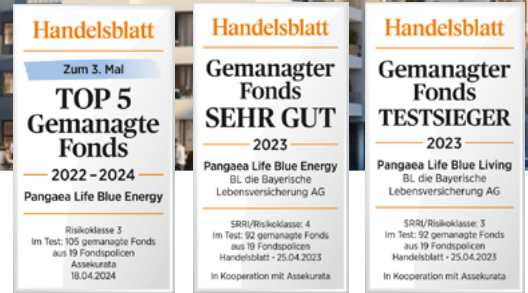 Handelsblatt
Zum 3. Mal
TOP 5
Gemanagte
Fonds
2022 – 2024
Pangaea Life Blue Energy
Risikoklasse 3
Im Test: 105 gemanagte Fonds
aus 19 Fondspolicen
Assekurata
18.04.2024
Handelsblatt
Gemanagter
Fonds
SEHR GUT
2023
Pangaea Life Blue Energy
BL die Bayerische
Lebensversicherung AG
SRRI/Risikoklasse: 4
Im Test: 92 gemanagte Fonds
aus 19 Fondspolicen
Handelsblatt • 25.04.2023
In Kooperation mit Assekurata
Handelsblatt
Gemanagter
Fonds
TESTSIEGER
2023
Pangaea Life Blue Living
BL die Bayerische
Lebensversicherung AG
SRRI/Risikoklasse: 3
Im Test: 92 gemanagte Fonds
aus 19 Fondspolicen
Handelsblatt • 25.04.2023
In Kooperation mit Assekurata